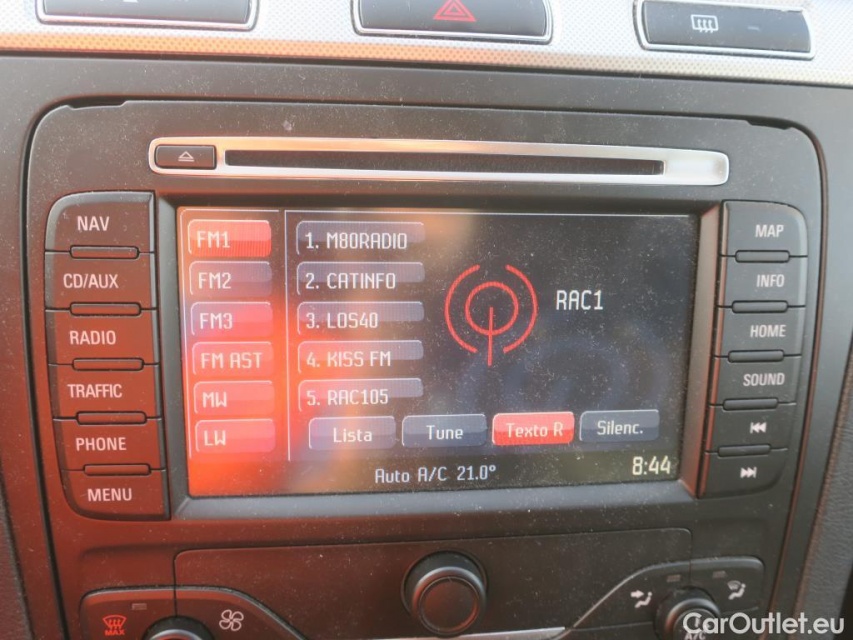 NAV
CD/AUX
RADIO
TRAFFIC
PHONE
MENU
FM1
FM2
FM3
FM AST
MW
LW
1. M80RADIO
2. CATINFO
3. LOS40
4. KISS FM
5. RAC105
RAC1
Lista
Tune
Texto R
Silenc.
Auto A/C 21.0°
8:44
MAP
INFO
HOME
SOUND
MAX
A/C
CarOutlet.eu